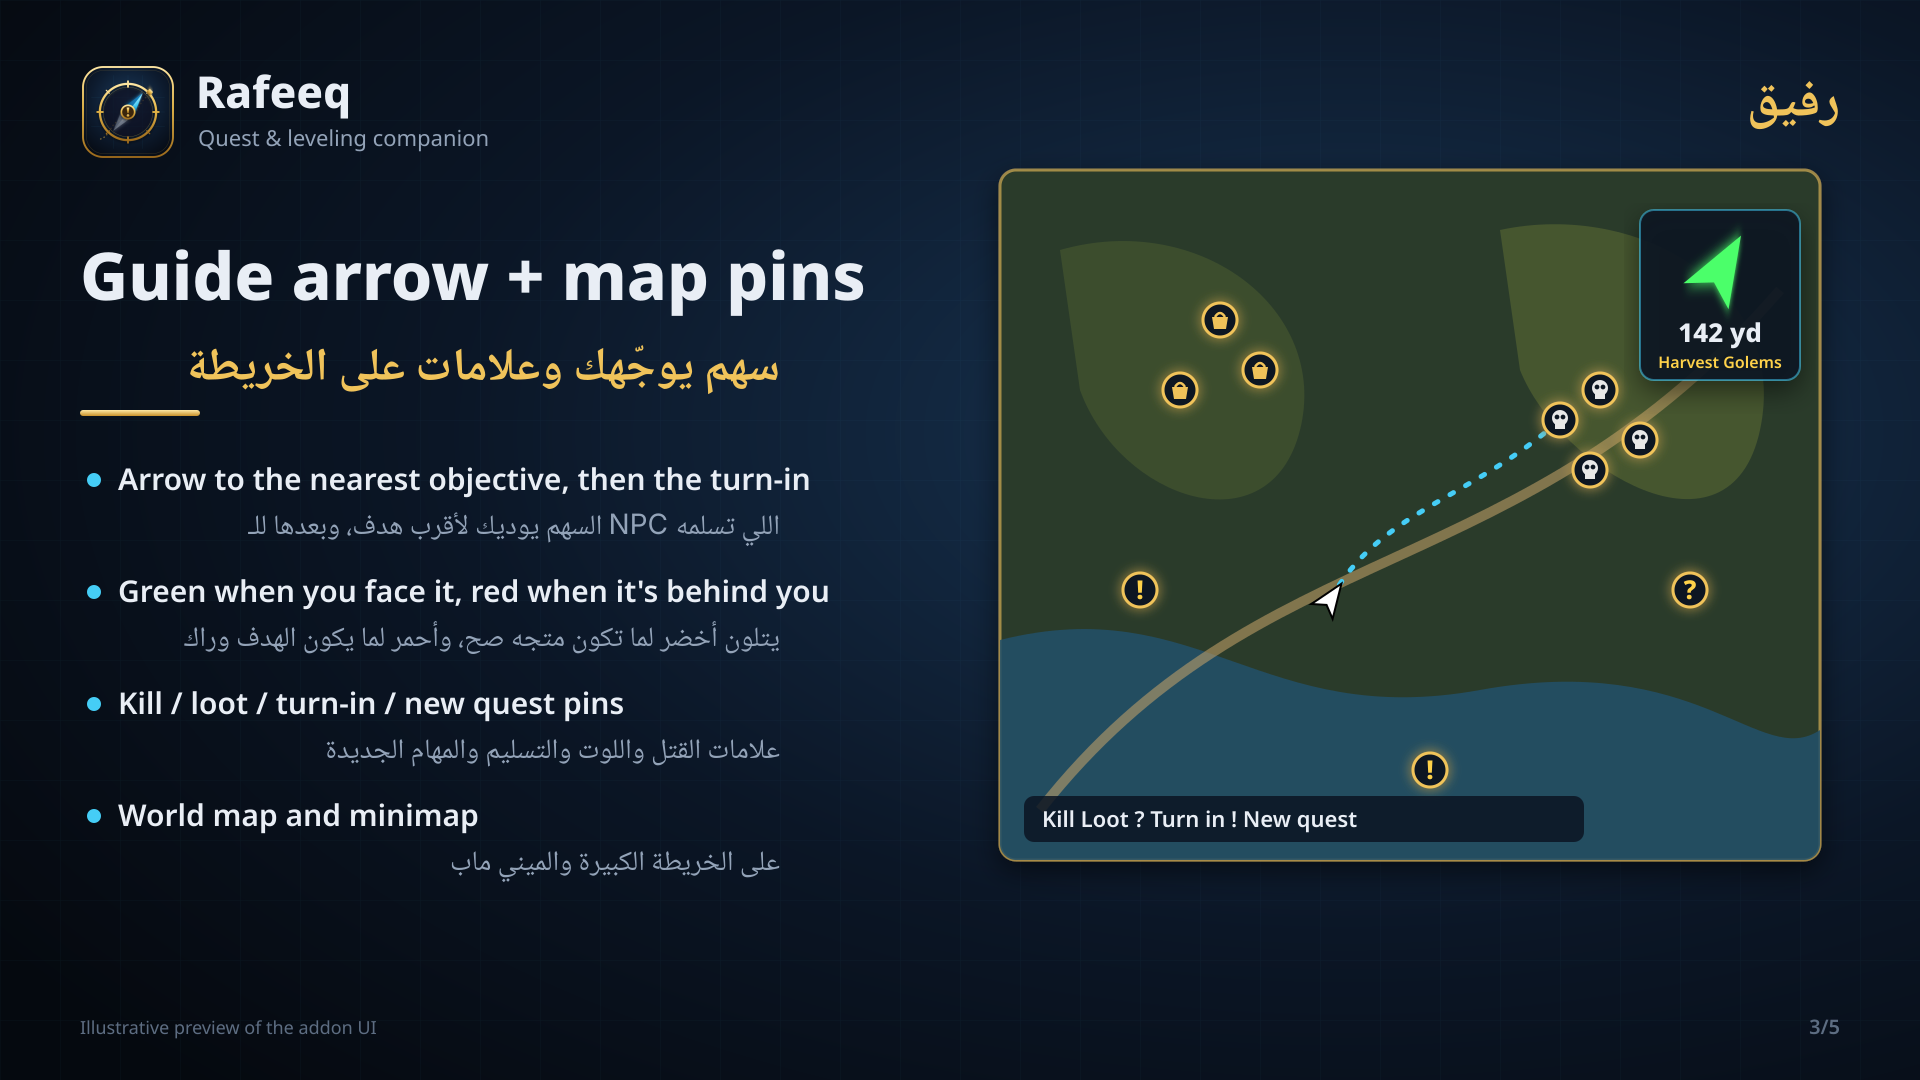 Rafeeq
Quest & leveling companion
رفيق
Guide arrow + map pins
سهم يوجّهك وعلامات على الخريطة
Arrow to the nearest objective, then the turn-in
اللي تسلمه NPC السهم يوديك لأقرب هدف، وبعدها للـ
Green when you face it, red when it's behind you
يتلون أخضر لما تكون متجه صح، وأحمر لما يكون الهدف وراك
Kill / loot / turn-in / new quest pins
علامات القتل واللوت والتسليم والمهام الجديدة
World map and minimap
على الخريطة الكبيرة والميني ماب
142 yd
Harvest Golems
!
?
!
Kill Loot ? Turn in ! New quest
Illustrative preview of the addon UI
3/5